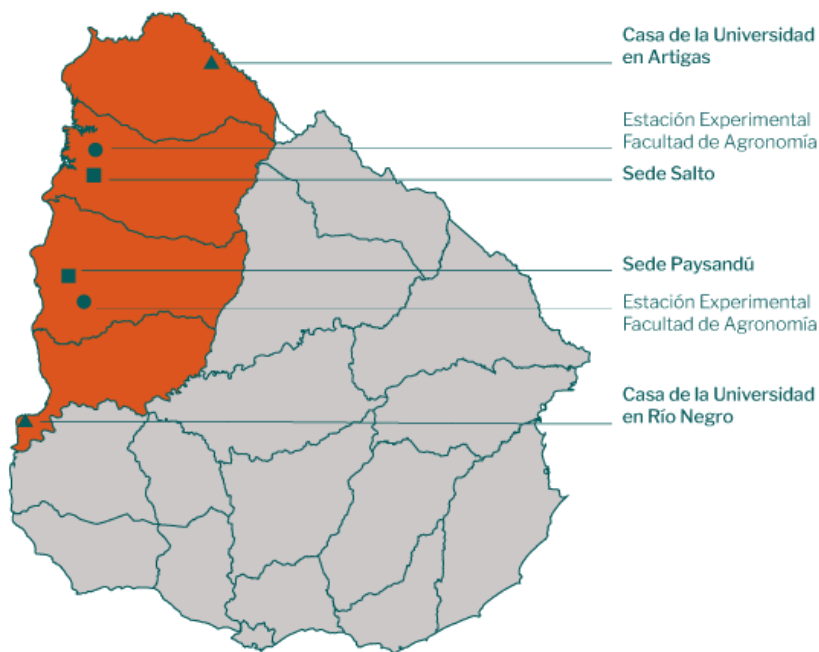 Casa de la Universidad
en Artigas
Estación Experimental
Facultad de Agronomía
Sede Salto
Sede Paysandú
Estación Experimental
Facultad de Agronomía
Casa de la Universidad
en Río Negro